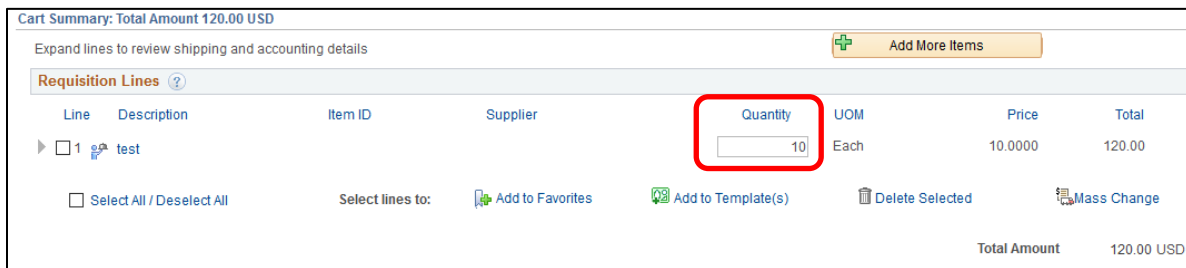 Cart Summary: Total Amount 120.00 USD
Expand lines to review shipping and accounting details Add More Items
Requisition Lines ?
Line Description Item ID Supplier Quantity UOM Price Total
1 test 10 Each 10.0000 120.00
Select All / Deselect All Select lines to: Add to Favorites Add to Template(s) Delete Selected Mass Change
Total Amount 120.00 USD